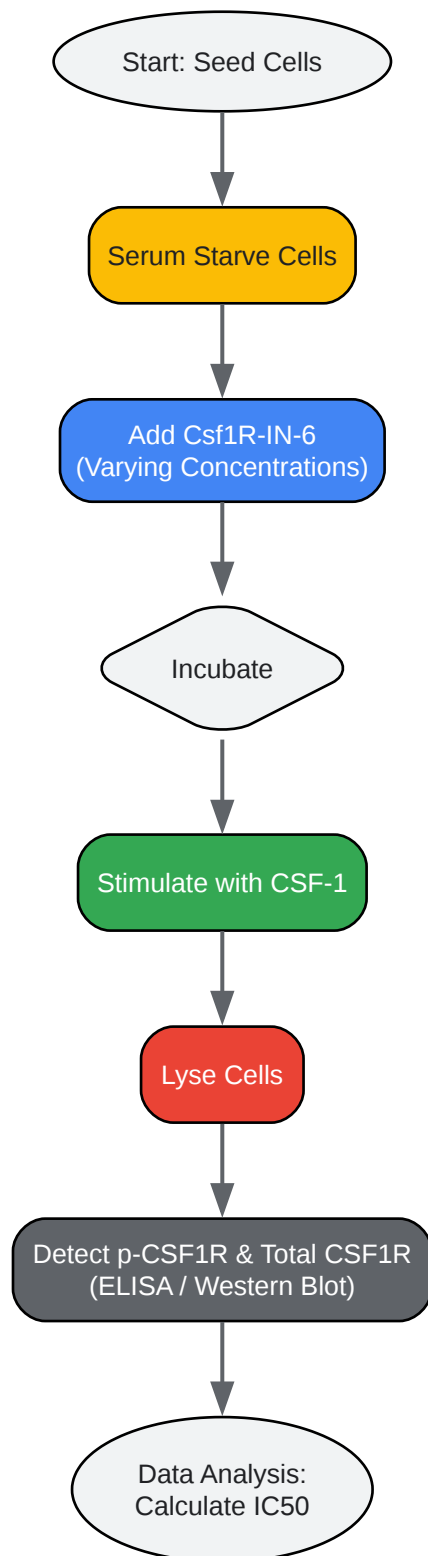 Start: Seed Cells
Serum Starve Cells
Add Csf1R-IN-6
(Varying Concentrations)
Incubate
Stimulate with CSF-1
Lyse Cells
Detect p-CSF1R & Total CSF1R
(ELISA / Western Blot)
Data Analysis:
Calculate IC50